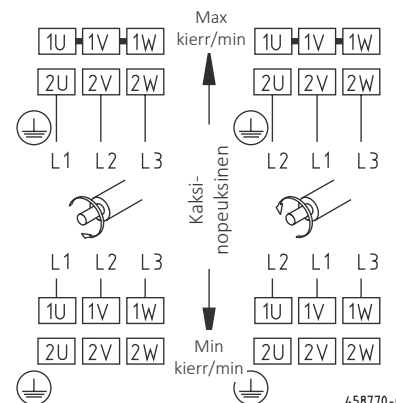 Max
kierr/min
1U 1V 1W 1U 1V 1W
2U 2V 2W 2U 2V 2W
L1 L2 L3 L2 L1 L3
Kaksi-
nopeuksinen
L1 L2 L3 L2 L1 L3
1U 1V 1W 1U 1V 1W
2U 2V 2W 2U 2V 2W
Min
kierr/min
458770-